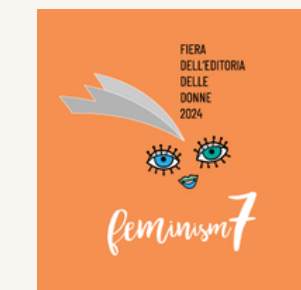 FIERA
DELL'EDITORIA
DELLE
DONNE
2024
feminism7